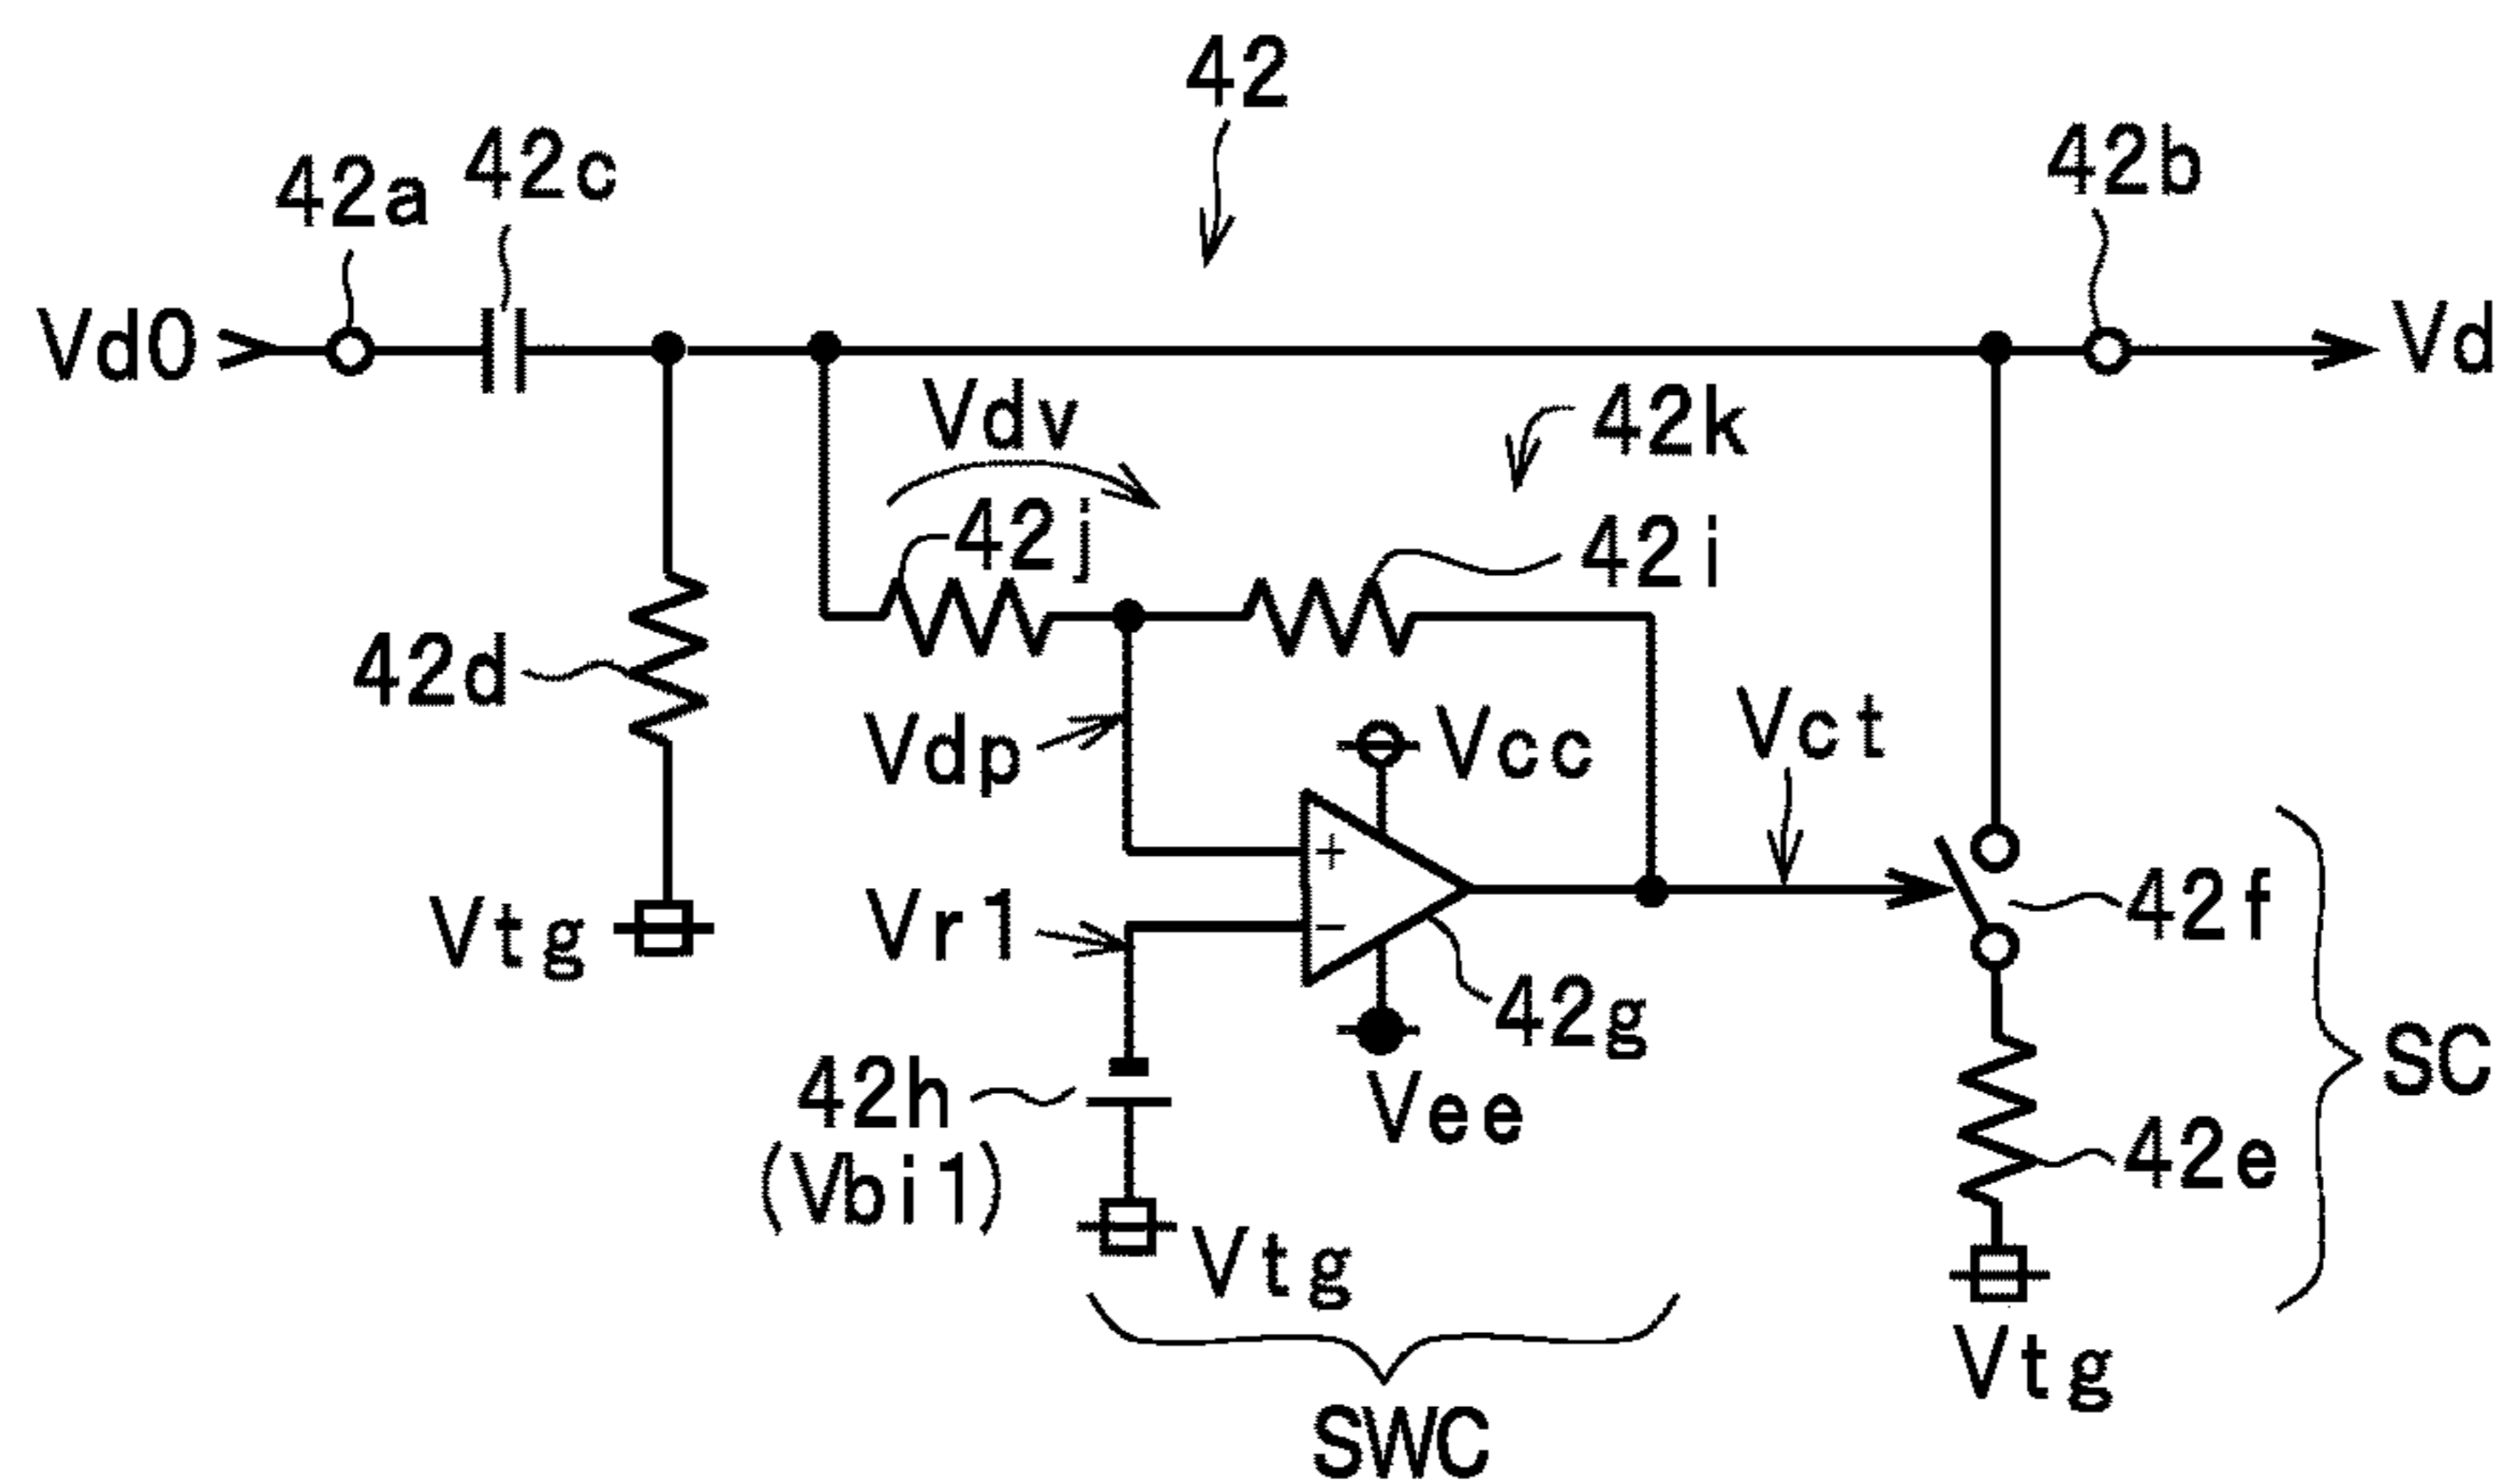 42
42a
42c
42b
Vd0
Vd
Vdv
42k
42j
42i
42d
Vdp
Vcc
Vct
+
Vtg
Vr1
−
42f
42g
42h
(Vbi1)
Vee
SC
42e
Vtg
Vtg
SWC